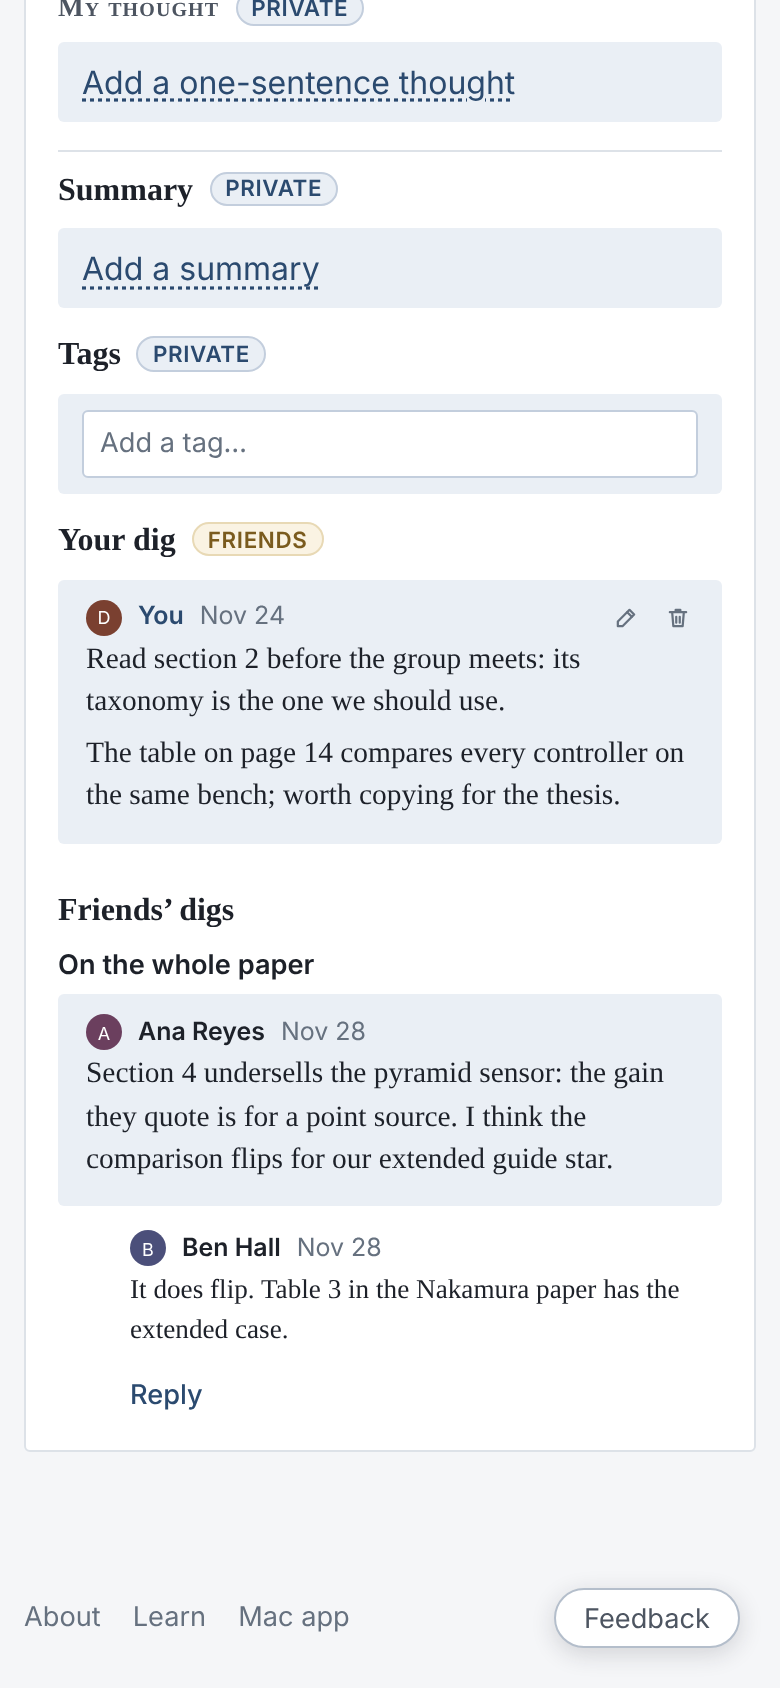 MY THOUGHT PRIVATE
Add a one-sentence thought
Summary PRIVATE
Add a summary
Tags PRIVATE
Add a tag...
Your dig FRIENDS
D You Nov 24
Read section 2 before the group meets: its
taxonomy is the one we should use.
The table on page 14 compares every controller on
the same bench; worth copying for the thesis.
Friends’ digs
On the whole paper
A Ana Reyes Nov 28
Section 4 undersells the pyramid sensor: the gain
they quote is for a point source. I think the
comparison flips for our extended guide star.
B Ben Hall Nov 28
It does flip. Table 3 in the Nakamura paper has the
extended case.
Reply
About Learn Mac app Feedback